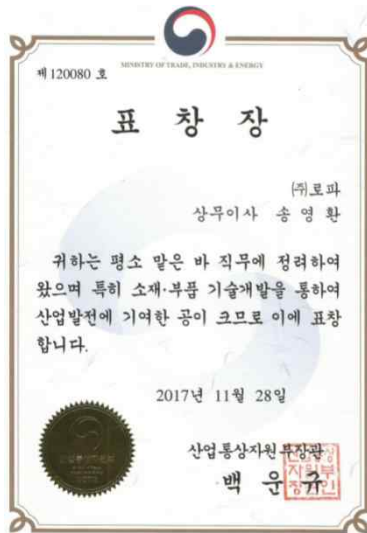 MINISTRY OF TRADE, INDUSTRY & ENERGY
제 120080 호
표 창 장
㈜로파
상무이사 송영환
귀하는 평소 맡은 바 직무에 정려하여
왔으며 특히 소재·부품 기술개발을 통하여
산업발전에 기여한 공이 크므로 이에 표창
합니다.
2017년 11월 28일
산업통상자원부장관
백 운 규